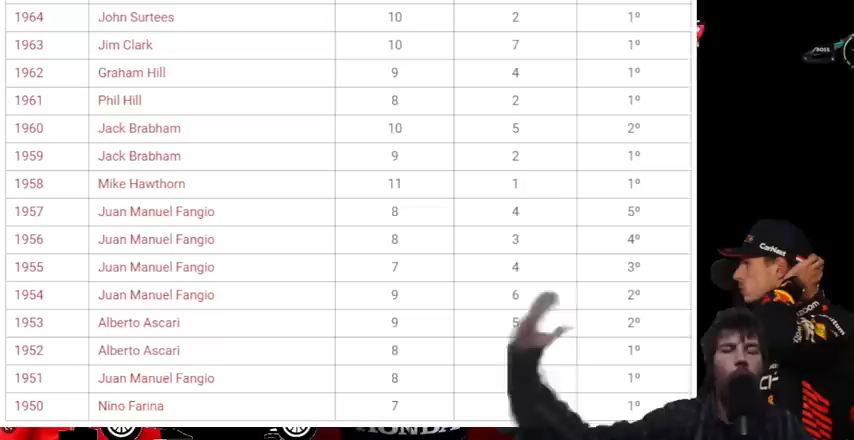 1964 John Surtees 10 2 1º
1963 Jim Clark 10 7 1º
1962 Graham Hill 9 4 1º
1961 Phil Hill 8 2 1º
1960 Jack Brabham 10 5 2º
1959 Jack Brabham 9 2 1º
1958 Mike Hawthorn 11 1 1º
1957 Juan Manuel Fangio 8 4 5º
1956 Juan Manuel Fangio 8 3 4º
1955 Juan Manuel Fangio 7 4 3º
1954 Juan Manuel Fangio 9 6 2º
1953 Alberto Ascari 9 5 2º
1952 Alberto Ascari 8 1º
1951 Juan Manuel Fangio 8 1º
1950 Nino Farina 7 1º
BOSS
CarNext
HONDA